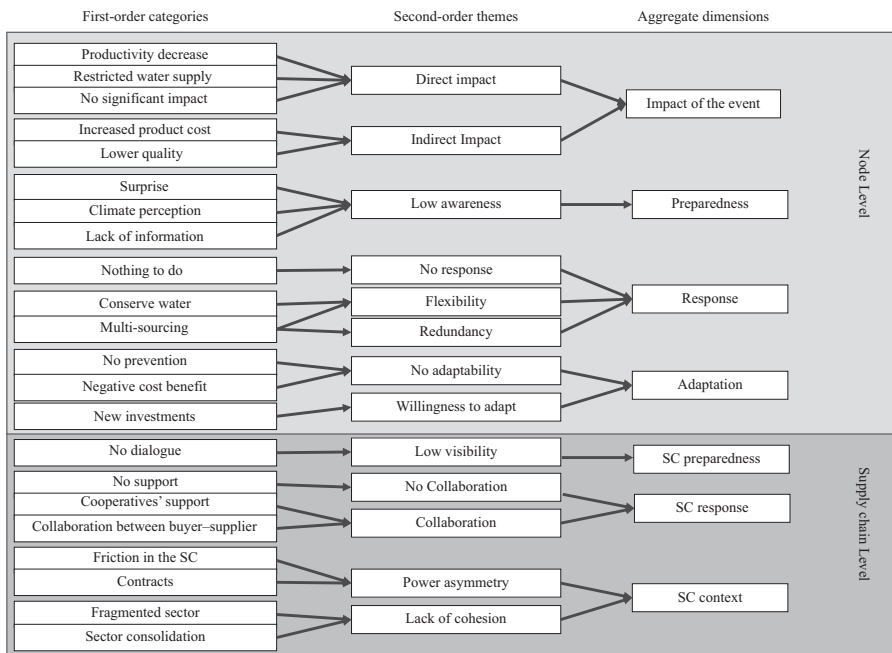 First-order categories
Second-order themes
Aggregate dimensions
Productivity decrease
Restricted water supply
No significant impact
Direct impact
Impact of the event
Increased product cost
Lower quality
Indirect Impact
Surprise
Climate perception
Lack of information
Low awareness
Preparedness
Nothing to do
No response
Conserve water
Multi-sourcing
Flexibility
Redundancy
Response
No prevention
Negative cost benefit
No adaptability
New investments
Willingness to adapt
Adaptation
Node Level
No dialogue
Low visibility
SC preparedness
No support
Cooperatives’ support
Collaboration between buyer–supplier
No Collaboration
Collaboration
SC response
Friction in the SC
Contracts
Power asymmetry
Fragmented sector
Sector consolidation
Lack of cohesion
SC context
Supply chain Level